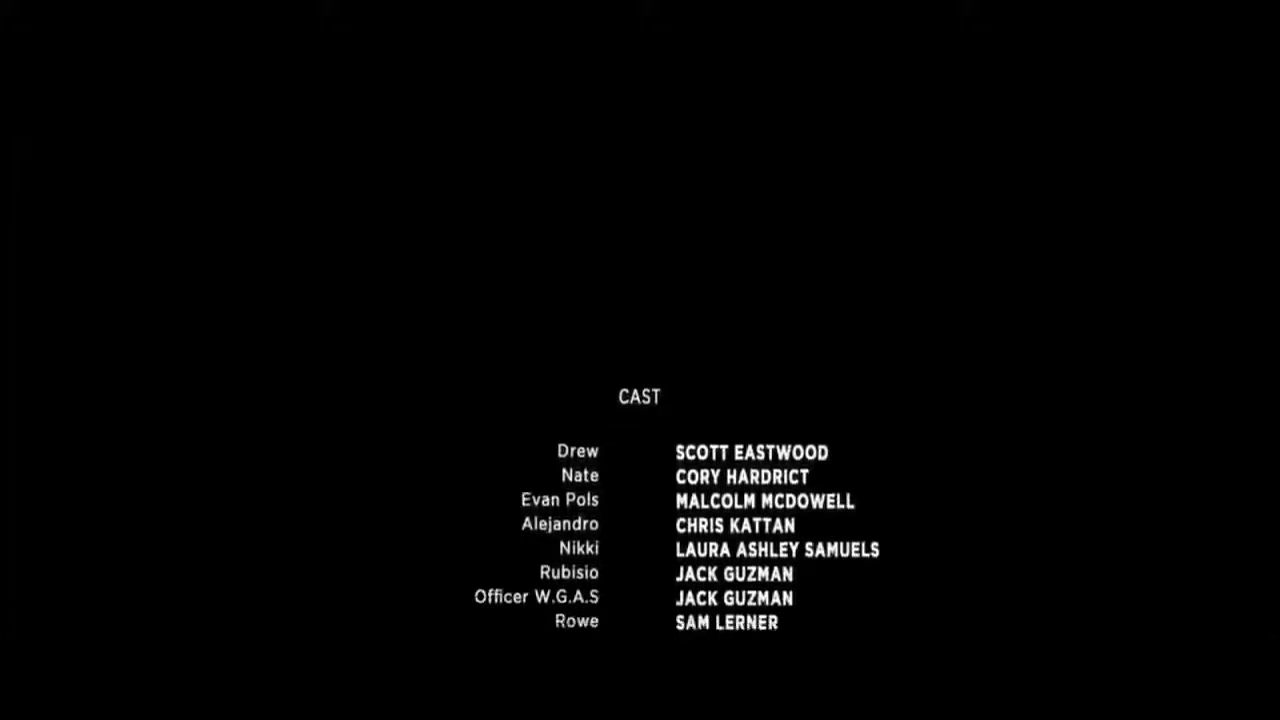 CAST
Drew SCOTT EASTWOOD
Nate CORY HARDRICT
Evan Pols MALCOLM MCDOWELL
Alejandro CHRIS KATTAN
Nikki LAURA ASHLEY SAMUELS
Rubisio JACK GUZMAN
Officer W.G.A.S JACK GUZMAN
Rowe SAM LERNER